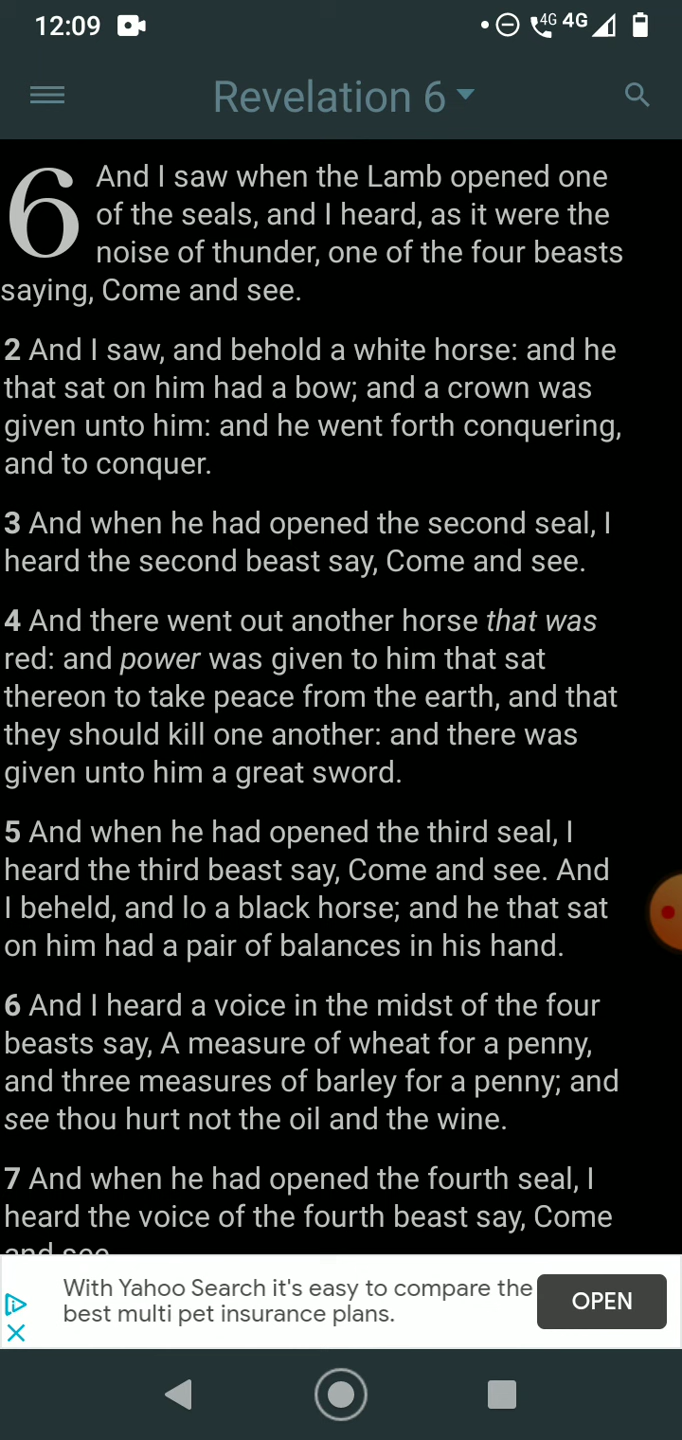 12:09
4G 4G
Revelation 6
6 And I saw when the Lamb opened one
of the seals, and I heard, as it were the
noise of thunder, one of the four beasts
saying, Come and see.
2 And I saw, and behold a white horse: and he
that sat on him had a bow; and a crown was
given unto him: and he went forth conquering,
and to conquer.
3 And when he had opened the second seal, I
heard the second beast say, Come and see.
4 And there went out another horse that was
red: and power was given to him that sat
thereon to take peace from the earth, and that
they should kill one another: and there was
given unto him a great sword.
5 And when he had opened the third seal, I
heard the third beast say, Come and see. And
I beheld, and lo a black horse; and he that sat
on him had a pair of balances in his hand.
6 And I heard a voice in the midst of the four
beasts say, A measure of wheat for a penny,
and three measures of barley for a penny; and
see thou hurt not the oil and the wine.
7 And when he had opened the fourth seal, I
heard the voice of the fourth beast say, Come
and see.
With Yahoo Search it's easy to compare the
best multi pet insurance plans.
OPEN